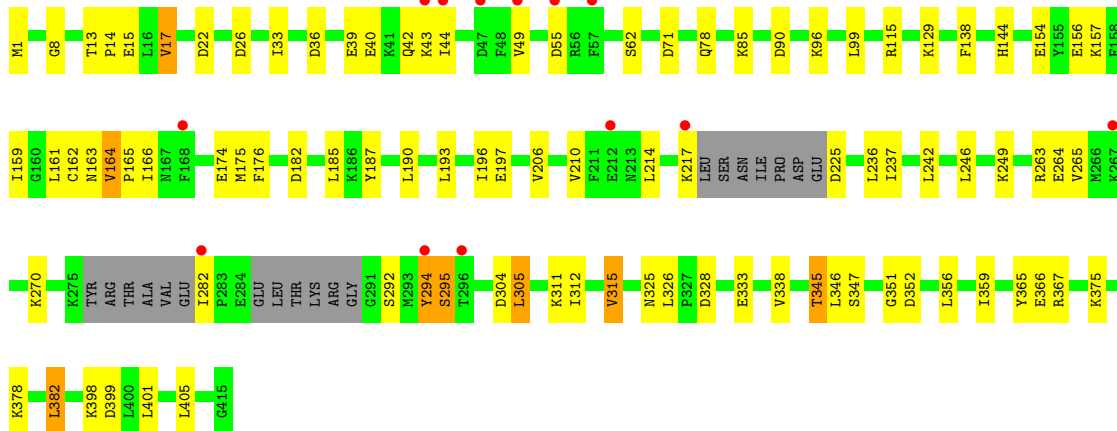 M1 G8 T13 P14 E15 L16 V17 D22 D26 I33 D36 E39 E40 K41 Q42 K43 I44 D47 F48 V49 D55 R56 F57 S62 D71 Q78 K85 D90 K96 L99 R115 K129 F138 H144 E154 Y155 E156 K157 E158
I159 G160 L161 C162 N163 V164 P165 I166 N167 F168 E174 M175 F176 D182 L185 K186 Y187 L190 L193 I196 E197 V206 V210 F211 E212 N213 L214 K217 LEU SER ASN ILE PRO ASP GLU D225 L236 I237 L242 L246 K249 R263 E264 V265 M266 K267
K270 K275 TYR ARG THR ALA VAL GLU I282 P283 E284 GLU LEU THR LYS ARG GLY G291 S292 M293 Y294 S295 T296 D304 L305 K311 I312 V315 N325 L326 P327 D328 E333 V338 T345 L346 S347 G351 D352 L356 I359 Y365 E366 R367 K375
K378 L382 K398 D399 L400 L401 L405 G415